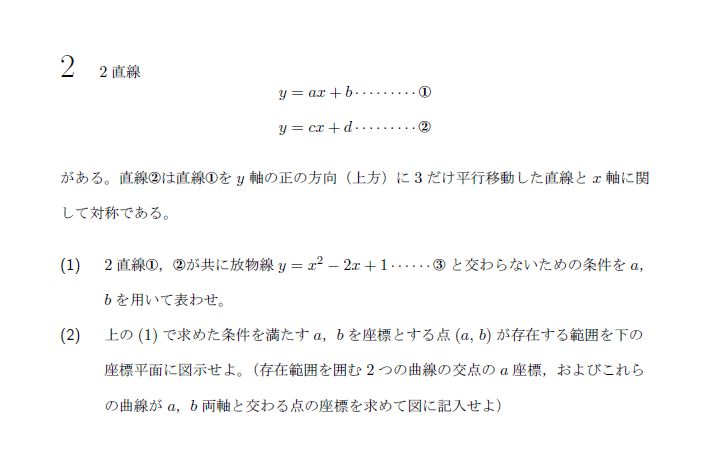 2 2 直線
y = ax + b ········· ①
y = cx + d ········· ②
がある。直線②は直線①を y 軸の正の方向（上方）に 3 だけ平行移動した直線と x 軸に関
して対称である。
(1) 2 直線①，②が共に放物線 y = x² − 2x + 1 ······ ③ と交わらないための条件を a，
b を用いて表わせ。
(2) 上の (1) で求めた条件を満たす a，b を座標とする点 (a, b) が存在する範囲を下の
座標平面に図示せよ。（存在範囲を囲む 2 つの曲線の交点の a 座標，およびこれら
の曲線が a，b 両軸と交わる点の座標を求めて図に記入せよ）